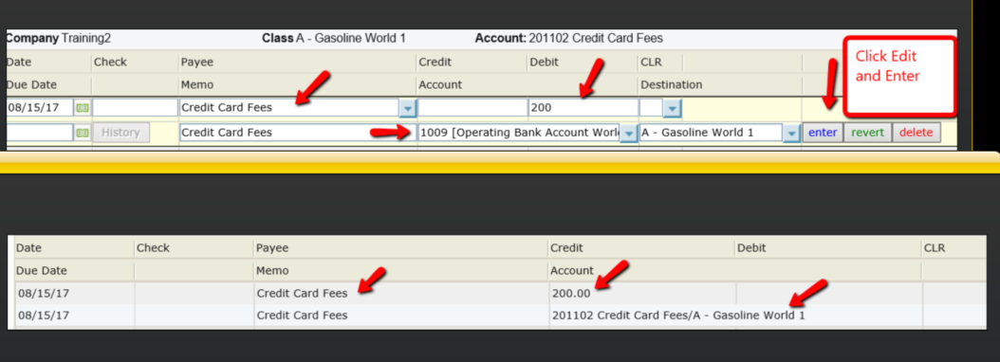 Company Training2 Class A - Gasoline World 1 Account: 201102 Credit Card Fees
Date Check Payee Credit Debit CLR
Due Date Memo Account Destination
Click Edit
and Enter
08/15/17 Credit Card Fees 200
History Credit Card Fees 1009 [Operating Bank Account Worl A - Gasoline World 1 enter revert delete
Date Check Payee Credit Debit CLR
Due Date Memo Account
08/15/17 Credit Card Fees 200.00
08/15/17 Credit Card Fees 201102 Credit Card Fees/A - Gasoline World 1